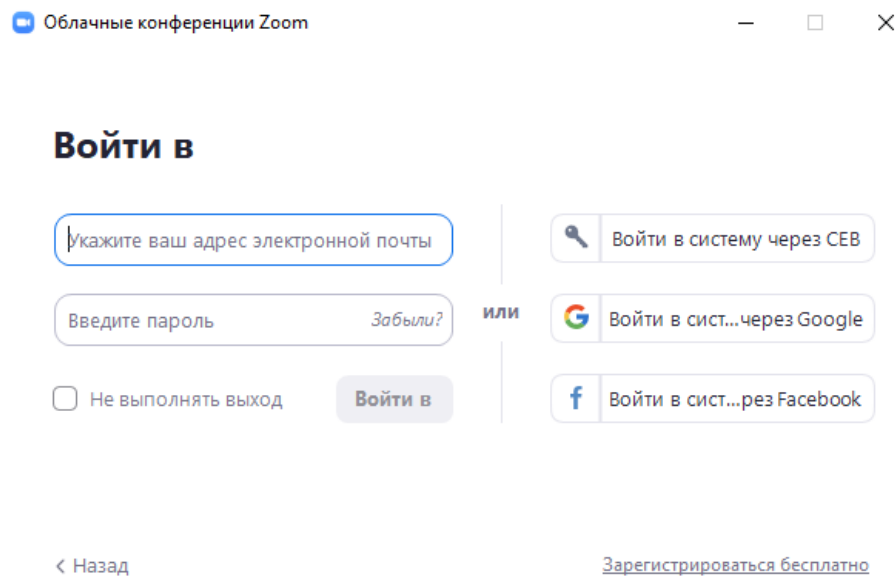 Облачные конференции Zoom
Войти в
Укажите ваш адрес электронной почты
Введите пароль
Забыли?
Не выполнять выход
Войти в
или
Войти в систему через СЕВ
Войти в сист...через Google
Войти в сист...рез Facebook
Назад
Зарегистрироваться бесплатно